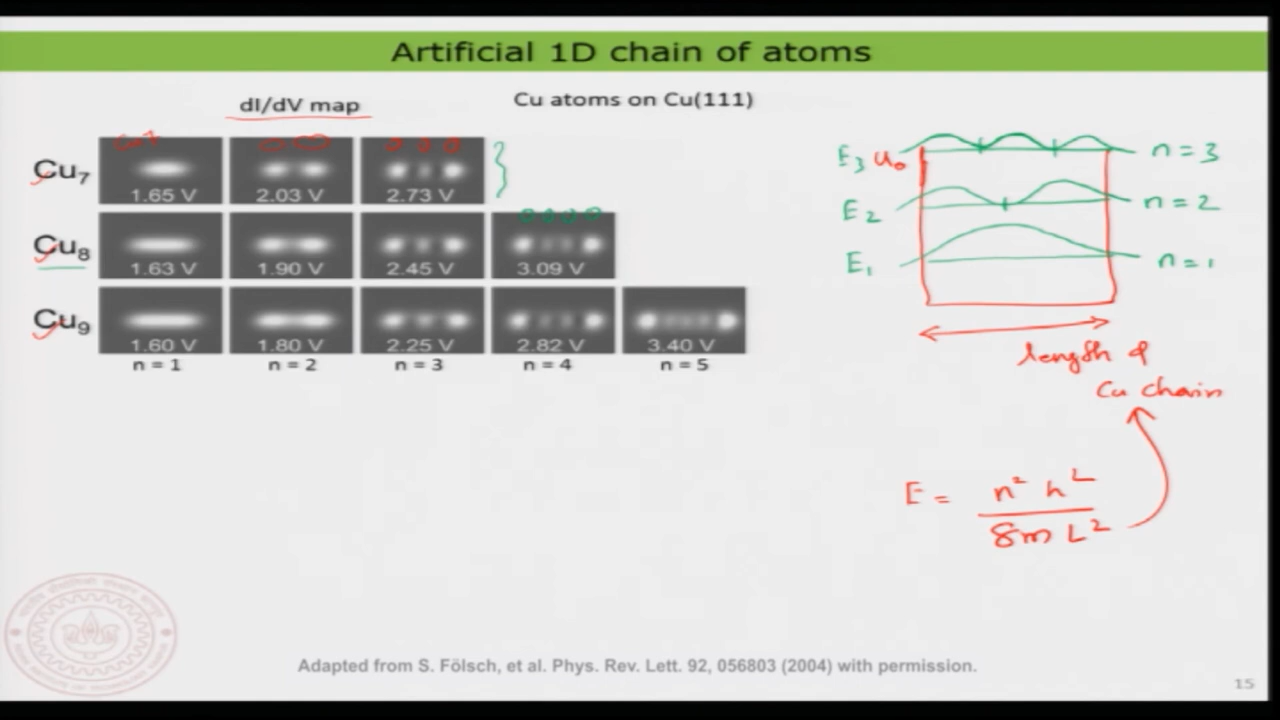 Artificial 1D chain of atoms
dI/dV map
Cu atoms on Cu(111)
Cu7
Cu₇
1.65 V 2.03 V 2.73 V
Cu₈
1.63 V 1.90 V 2.45 V 3.09 V
Cu₉
1.60 V 1.80 V 2.25 V 2.82 V 3.40 V
n = 1 n = 2 n = 3 n = 4 n = 5
E₃ u₀ n = 3
E₂ n = 2
E₁ n = 1
length of
Cu chain
E = n² h² / 8m L²
Adapted from S. Fölsch, et al. Phys. Rev. Lett. 92, 056803 (2004) with permission.
15